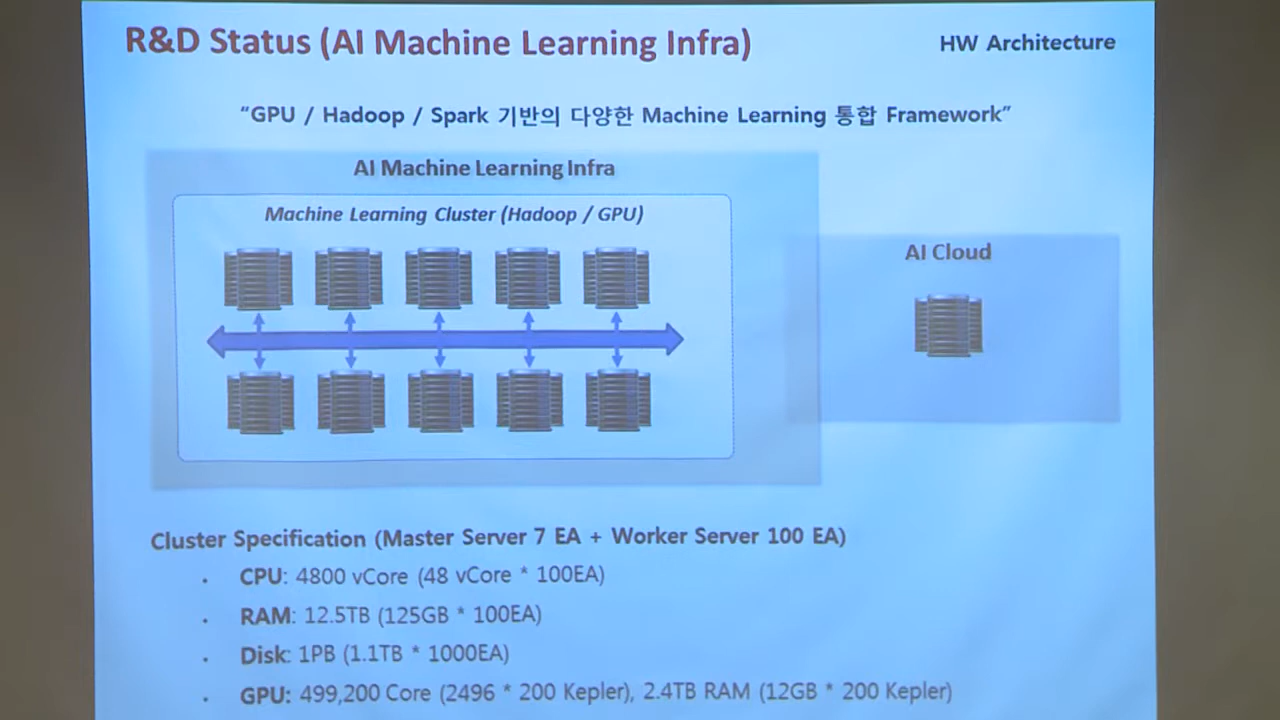 R&D Status (AI Machine Learning Infra)
HW Architecture
“GPU / Hadoop / Spark 기반의 다양한 Machine Learning 통합 Framework”
AI Machine Learning Infra
Machine Learning Cluster (Hadoop / GPU)
AI Cloud
Cluster Specification (Master Server 7 EA + Worker Server 100 EA)
• CPU: 4800 vCore (48 vCore * 100EA)
• RAM: 12.5TB (125GB * 100EA)
• Disk: 1PB (1.1TB * 1000EA)
• GPU: 499,200 Core (2496 * 200 Kepler), 2.4TB RAM (12GB * 200 Kepler)